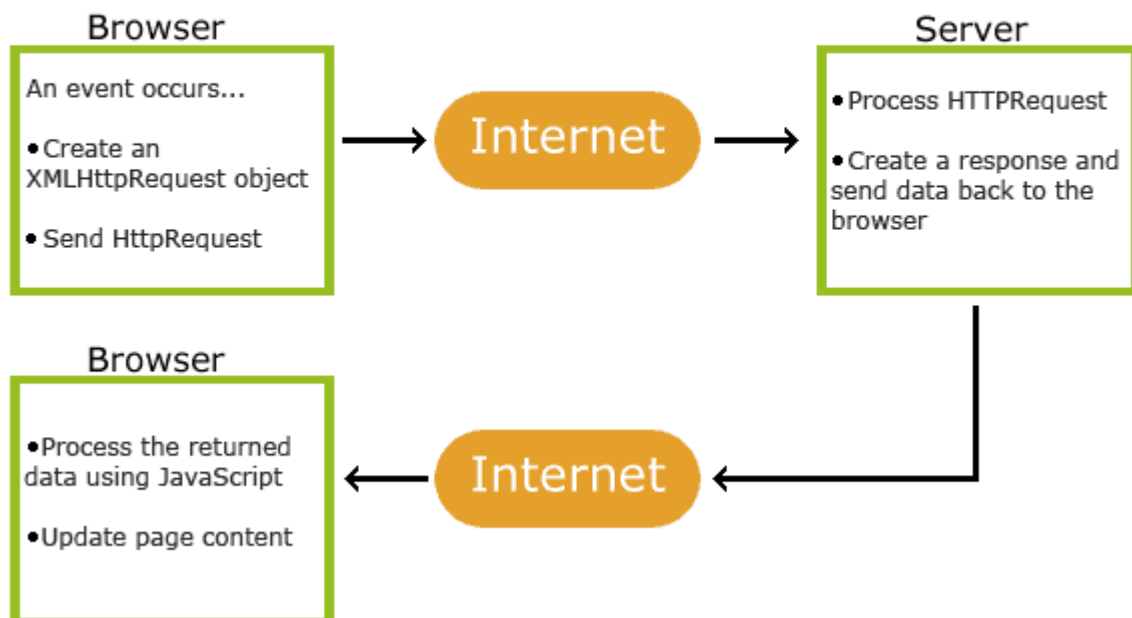 Browser
An event occurs...
•Create an
XMLHttpRequest object
• Send HttpRequest
Internet
Server
•Process HTTPRequest
•Create a response and
send data back to the
browser
Browser
•Process the returned
data using JavaScript
•Update page content
Internet